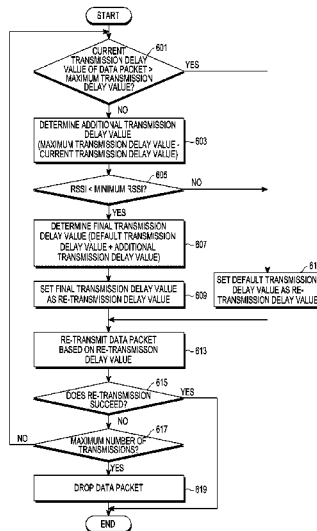 START
CURRENT
TRANSMISSION DELAY
VALUE OF DATA PACKET >
MAXIMUM TRANSMISSION
DELAY VALUE?
601
YES
NO
DETERMINE ADDITIONAL TRANSMISSION
DELAY VALUE
(MAXIMUM TRANSMISSION DELAY VALUE -
CURRENT TRANSMISSION DELAY VALUE)
603
605
RSSI < MINIMUM RSSI?
NO
YES
DETERMINE FINAL TRANSMISSION
DELAY VALUE (DEFAULT TRANSMISSION
DELAY VALUE + ADDITIONAL
TRANSMISSION DELAY VALUE)
607
61
SET DEFAULT TRANSMISSION
DELAY VALUE AS RE-
TRANSMISSION DELAY VALUE
SET FINAL TRANSMISSION DELAY VALUE
AS RE-TRANSMISSION DELAY VALUE
609
RE-TRANSMIT DATA PACKET
BASED ON RE-TRANSMISSON
DELAY VALUE
613
615
DOES RE-TRANSMISSION
SUCCEED?
YES
NO
617
NO
MAXIMUM NUMBER OF
TRANSMISSIONS?
YES
DROP DATA PACKET
619
END